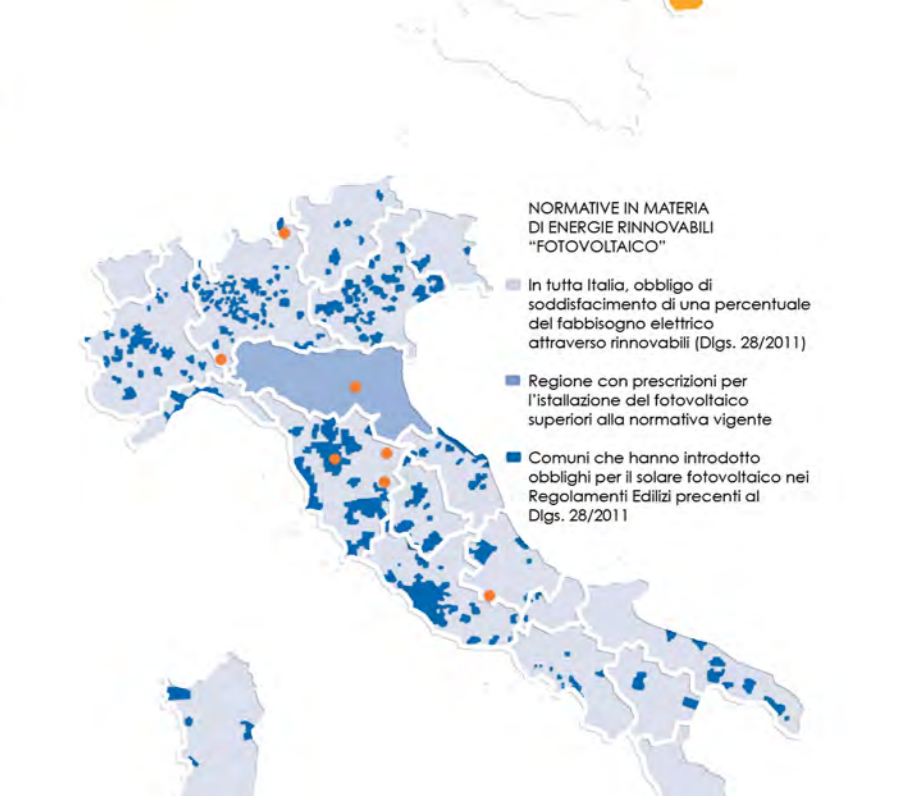 NORMATIVE IN MATERIA
DI ENERGIE RINNOVABILI
“FOTOVOLTAICO”
In tutta Italia, obbligo di
soddisfacimento di una percentuale
del fabbisogno elettrico
attraverso rinnovabili (Dlgs. 28/2011)
Regione con prescrizioni per
l'istallazione del fotovoltaico
superiori alla normativa vigente
Comuni che hanno introdotto
obblighi per il solare fotovoltaico nei
Regolamenti Edilizi precenti al
Dlgs. 28/2011